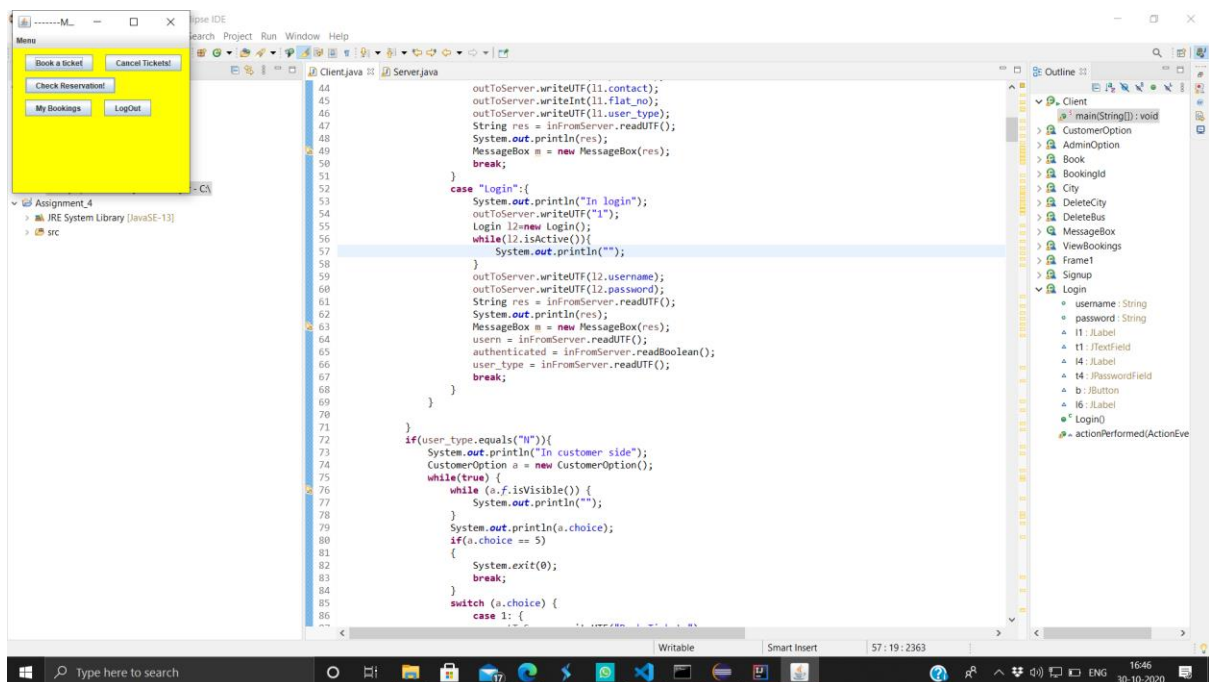 -------M...
lipse IDE
Menu
Search Project Run Window Help
Book a ticket Cancel Tickets!
Check Reservation!
My Bookings LogOut
- C:\
Assignment_4
JRE System Library [JavaSE-13]
src
Client.java Server.java
44 outToServer.writeUTF(l1.contact);
45 outToServer.writeInt(l1.flat_no);
46 outToServer.writeUTF(l1.user_type);
47 String res = inFromServer.readUTF();
48 System.out.println(res);
49 MessageBox m = new MessageBox(res);
50 break;
51 }
52 case "Login":{
53 System.out.println("In login");
54 outToServer.writeUTF("1");
55 Login l2=new Login();
56 while(l2.isActive()){
57 System.out.println("");
58 }
59 outToServer.writeUTF(l2.username);
60 outToServer.writeUTF(l2.password);
61 String res = inFromServer.readUTF();
62 System.out.println(res);
63 MessageBox m = new MessageBox(res);
64 usern = inFromServer.readUTF();
65 authenticated = inFromServer.readBoolean();
66 user_type = inFromServer.readUTF();
67 break;
68 }
69 }
70
71 }
72 if(user_type.equals("N")){
73 System.out.println("In customer side");
74 CustomerOption a = new CustomerOption();
75 while(true) {
76 while (a.f.isVisible()) {
77 System.out.println("");
78 }
79 System.out.println(a.choice);
80 if(a.choice == 5)
81 {
82 System.exit(0);
83 break;
84 }
85 switch (a.choice) {
86 case 1: {
Outline
Client
main(String[]) : void
CustomerOption
AdminOption
Book
BookingId
City
DeleteCity
DeleteBus
MessageBox
ViewBookings
Frame1
Signup
Login
username : String
password : String
l1 : JLabel
t1 : JTextField
l4 : JLabel
t4 : JPasswordField
b : JButton
l6 : JLabel
Login()
actionPerformed(ActionEve
Writable Smart Insert 57 : 19 : 2363
Type here to search
17
ENG
16:46
30-10-2020